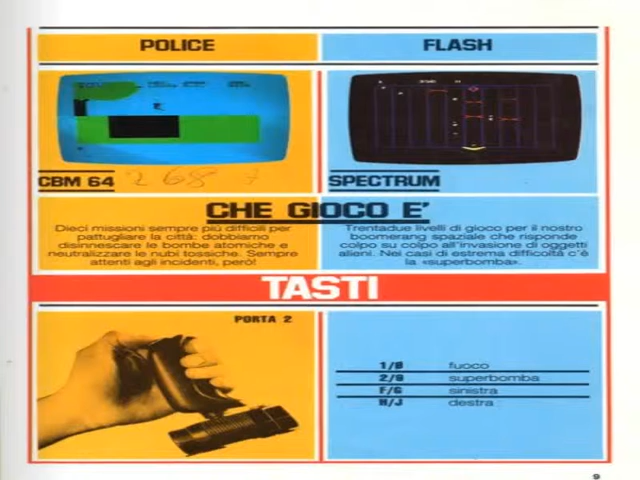 POLICE
FLASH
CBM 64
268
SPECTRUM
CHE GIOCO E'
Dieci missioni sempre più difficili per
pattugliare la città: dobbiamo
disinnescare le bombe atomiche e
neutralizzare le nubi tossiche. Sempre
attenti agli incidenti, però!
Trentadue livelli di gioco per il nostro
boomerang spaziale che risponde
colpo su colpo all'invasione di oggetti
alieni. Nei casi di estrema difficoltà c'è
la «superbomba».
TASTI
PORTA 2
1/Ø fuoco
2/9 superbomba
F/G sinistra
H/J destra
9